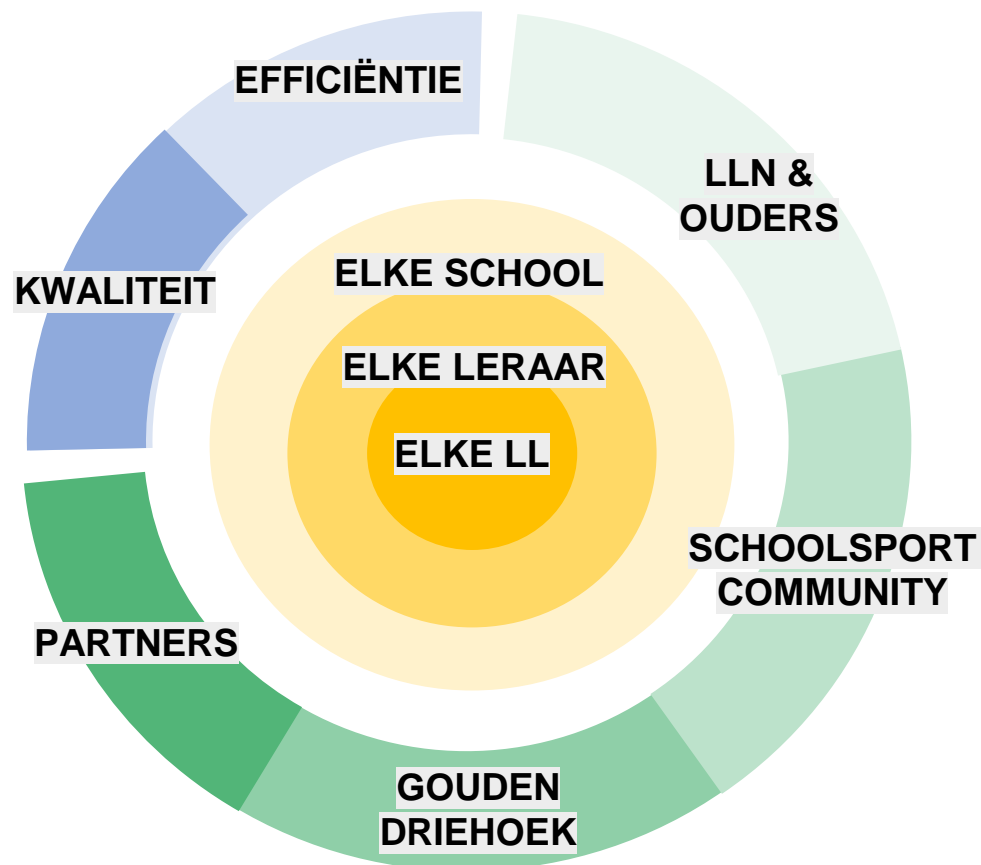 EFFICIËNTIE
LLN &
OUDERS
KWALITEIT
ELKE SCHOOL
ELKE LERAAR
ELKE LL
SCHOOLSPORT
COMMUNITY
PARTNERS
GOUDEN
DRIEHOEK